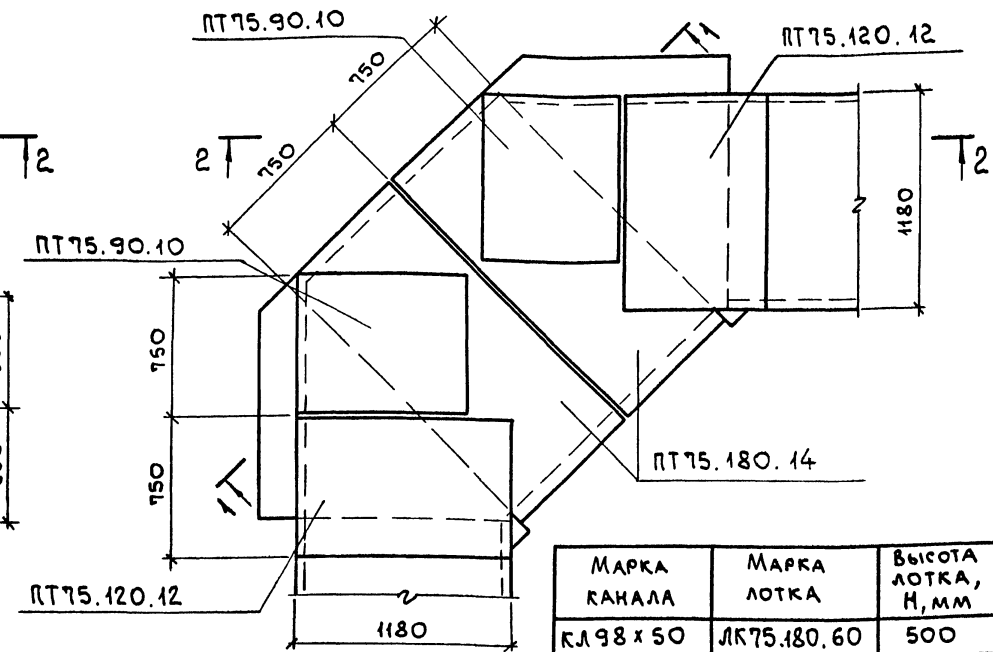 ПТ75.90.10
1
ПТ75.120.12
750
2
2
750
2
1180
ПТ75.90.10
750
750
ПТ75.180.14
1
ПТ75.120.12
1180
МАРКА КАНАЛА
МАРКА ЛОТКА
ВЫСОТА ЛОТКА, Н, ММ
КЛ98х50
ЛК75.180.60
500